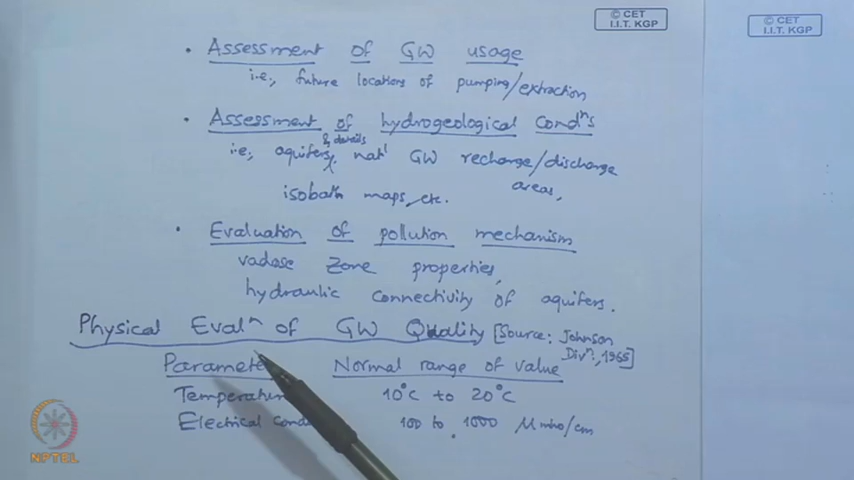 © CET
I.I.T. KGP
© CET
I.I.T. KGP
• Assessment of GW usage
i.e., future locations of pumping/extraction
• Assessment of hydrogeological Condⁿs
i.e., aquifers & details, natˡ GW recharge/discharge areas,
isobath maps, etc.
• Evaluation of pollution mechanism
vadose zone properties,
hydraulic connectivity of aquifers.
Physical Evalⁿ of GW Quality [Source: Johnson Divⁿ, 1965]
Parameter Normal range of value
Temperature 10°C to 20°C
Electrical Cond 100 to 1000 μ mho/cm
NPTEL